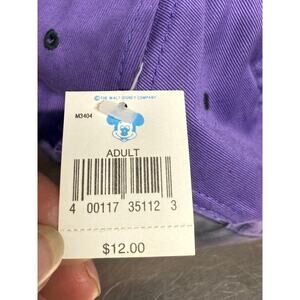 © THE WALT DISNEY COMPANY
M3404
ADULT
4 00117 35112 3
$12.00